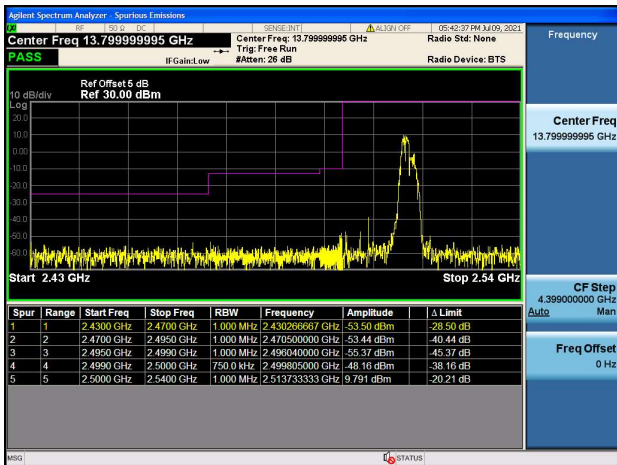 Agilent Spectrum Analyzer - Spurious Emissions
RF 50 Ω DC SENSE:INT ALIGN OFF 05:42:37 PM Jul 09, 2021
Center Freq 13.799999995 GHz
Center Freq: 13.799999995 GHz
Radio Std: None
Trig: Free Run
PASS
IFGain:Low
#Atten: 26 dB
Radio Device: BTS
Ref Offset 5 dB
10 dB/div Ref 30.00 dBm
Log
20.0
10.0
0.00
-10.0
-20.0
-30.0
-40.0
-50.0
-60.0
Start 2.43 GHz Stop 2.54 GHz
Spur Range Start Freq Stop Freq RBW Frequency Amplitude Δ Limit
1 1 2.4300 GHz 2.4700 GHz 1.000 MHz 2.430266667 GHz -53.50 dBm -28.50 dB
2 2 2.4700 GHz 2.4950 GHz 1.000 MHz 2.470500000 GHz -53.44 dBm -40.44 dB
3 3 2.4950 GHz 2.4990 GHz 1.000 MHz 2.496040000 GHz -55.37 dBm -45.37 dB
4 4 2.4990 GHz 2.5000 GHz 750.0 kHz 2.499805000 GHz -48.16 dBm -38.16 dB
5 5 2.5000 GHz 2.5400 GHz 1.000 MHz 2.513733333 GHz 9.791 dBm -20.21 dB
MSG STATUS
Frequency
Center Freq
13.799999995 GHz
CF Step
4.399000000 GHz
Auto Man
Freq Offset
0 Hz